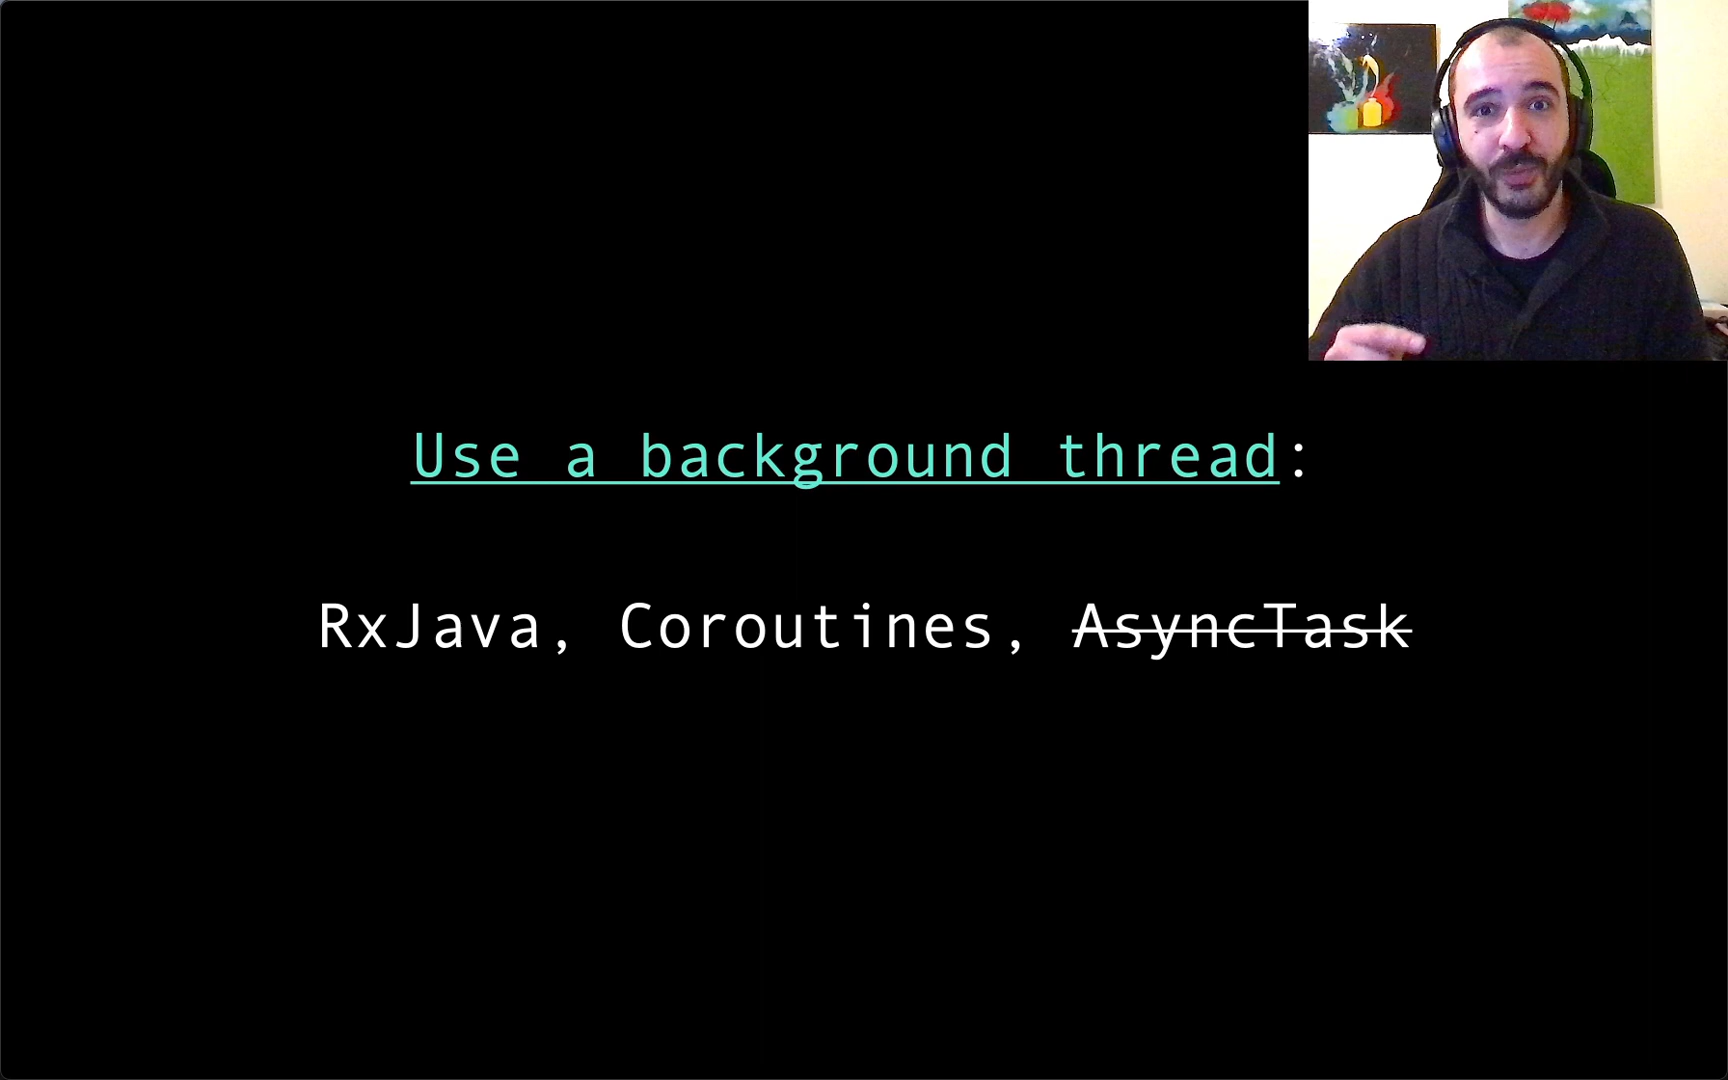 Use a background thread:
RxJava, Coroutines, AsyncTask